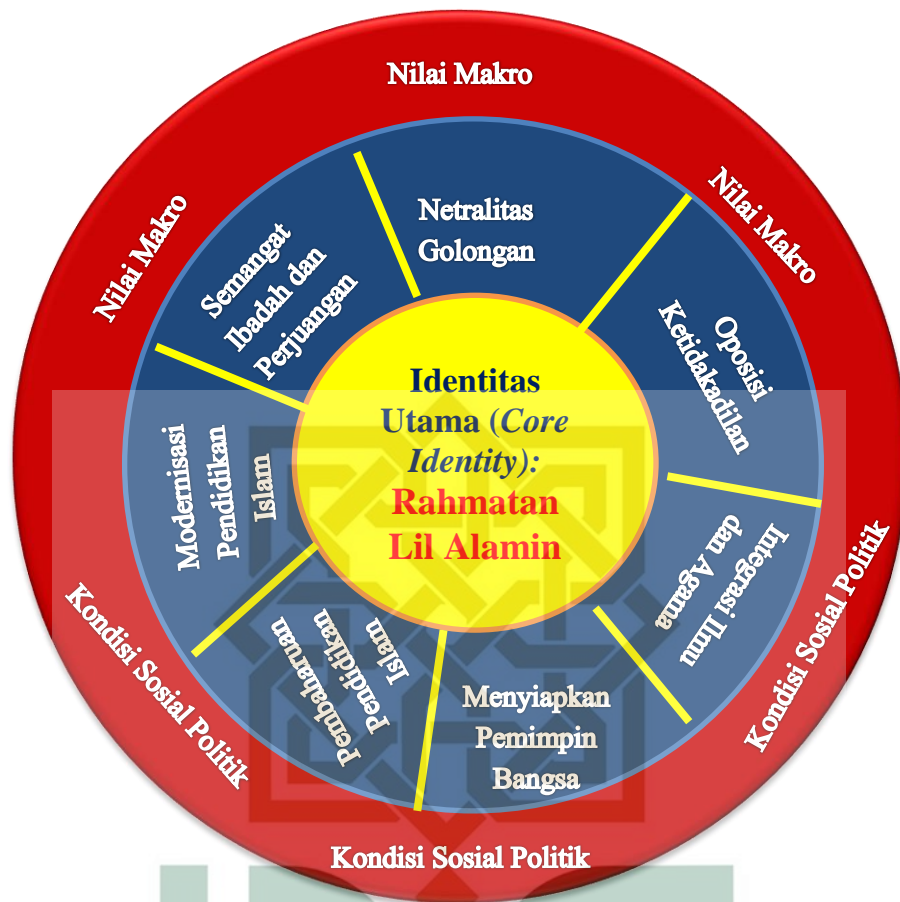 Nilai Makro
Nilai Makro
Nilai Makro
Netralitas
Golongan
Semangat
Ibadah dan
Perjuangan
Oposisi
Ketidakadilan
Identitas
Utama (Core
Identity):
Rahmatan
Lil Alamin
Modernisasi
Pendidikan
Islam
Integrasi Ilmu
dan Agama
Pembaharuan
Pendidikan
Islam
Menyiapkan
Pemimpin
Bangsa
Kondisi Sosial Politik
Kondisi Sosial Politik
Kondisi Sosial Politik